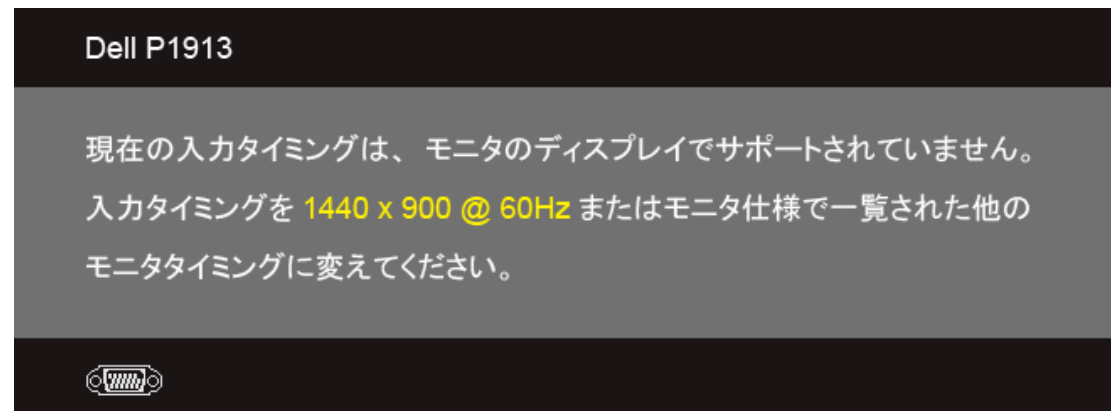 Dell P1913
現在の入力タイミングは、モニタのディスプレイでサポートされていません。
入力タイミングを 1440 x 900 @ 60Hz またはモニタ仕様で一覧された他の
モニタタイミングに変えてください。